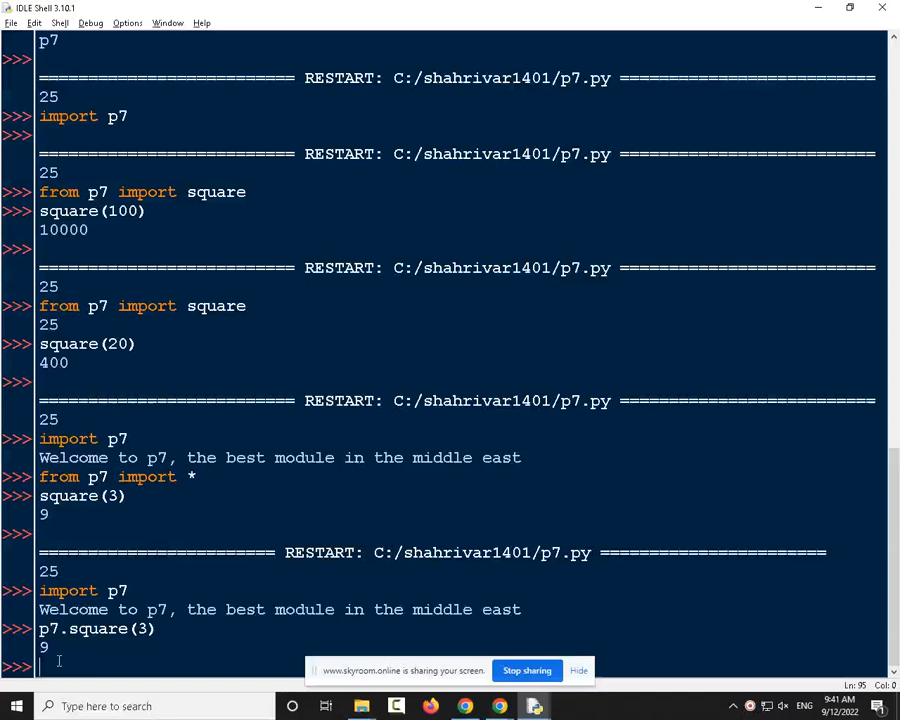 IDLE Shell 3.10.1
File Edit Shell Debug Options Window Help
p7
>>>
========================== RESTART: C:/shahrivar1401/p7.py ==========================
25
>>> import p7
>>>
========================== RESTART: C:/shahrivar1401/p7.py ==========================
25
>>> from p7 import square
>>> square(100)
10000
>>>
========================== RESTART: C:/shahrivar1401/p7.py ==========================
25
>>> from p7 import square
25
>>> square(20)
400
>>>
========================== RESTART: C:/shahrivar1401/p7.py ==========================
25
>>> import p7
Welcome to p7, the best module in the middle east
>>> from p7 import *
>>> square(3)
9
>>>
======================== RESTART: C:/shahrivar1401/p7.py ========================
25
>>> import p7
Welcome to p7, the best module in the middle east
>>> p7.square(3)
9
>>>
www.skyroom.online is sharing your screen. Stop sharing Hide
Ln: 95 Col: 0
Type here to search
ENG
9:41 AM
9/12/2022
1